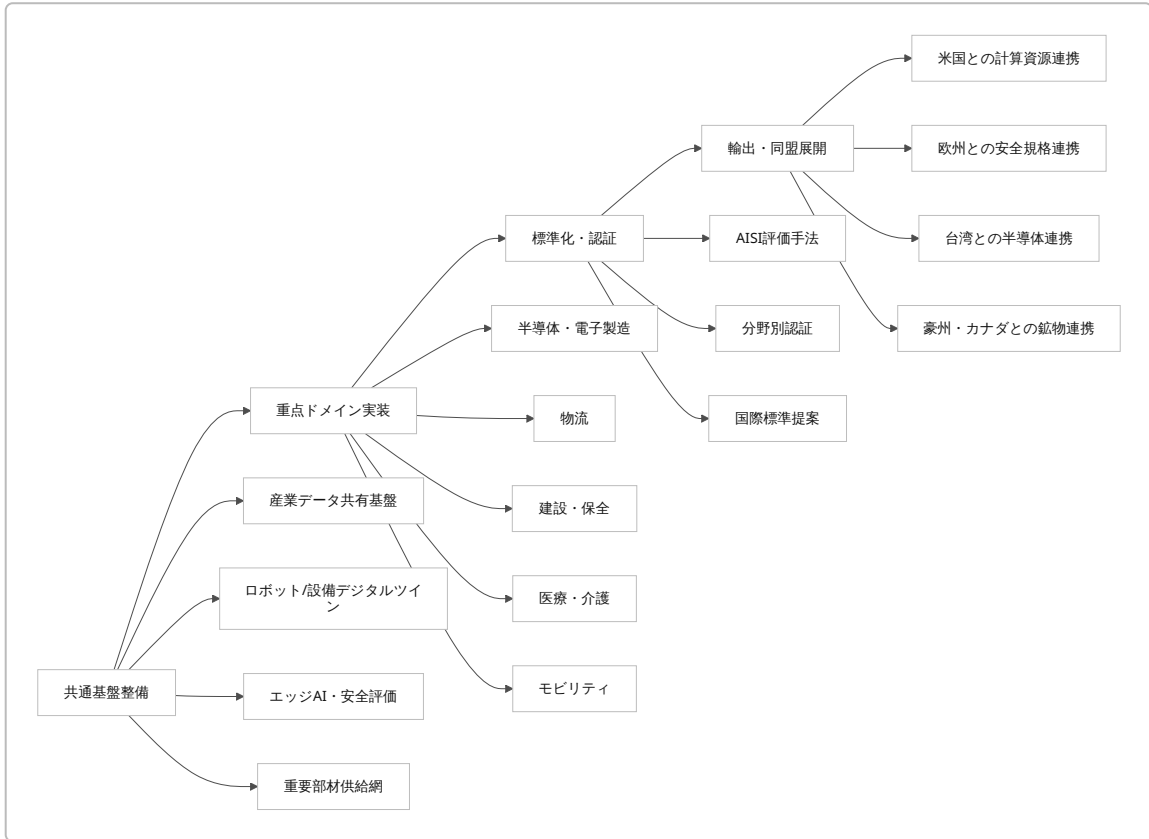 米国との計算資源連携
輸出・同盟展開
欧州との安全規格連携
標準化・認証
AISI評価手法
台湾との半導体連携
半導体・電子製造
分野別認証
豪州・カナダとの鉱物連携
重点ドメイン実装
物流
国際標準提案
産業データ共有基盤
建設・保全
ロボット/設備デジタルツイ
ン
医療・介護
共通基盤整備
エッジAI・安全評価
モビリティ
重要部材供給網